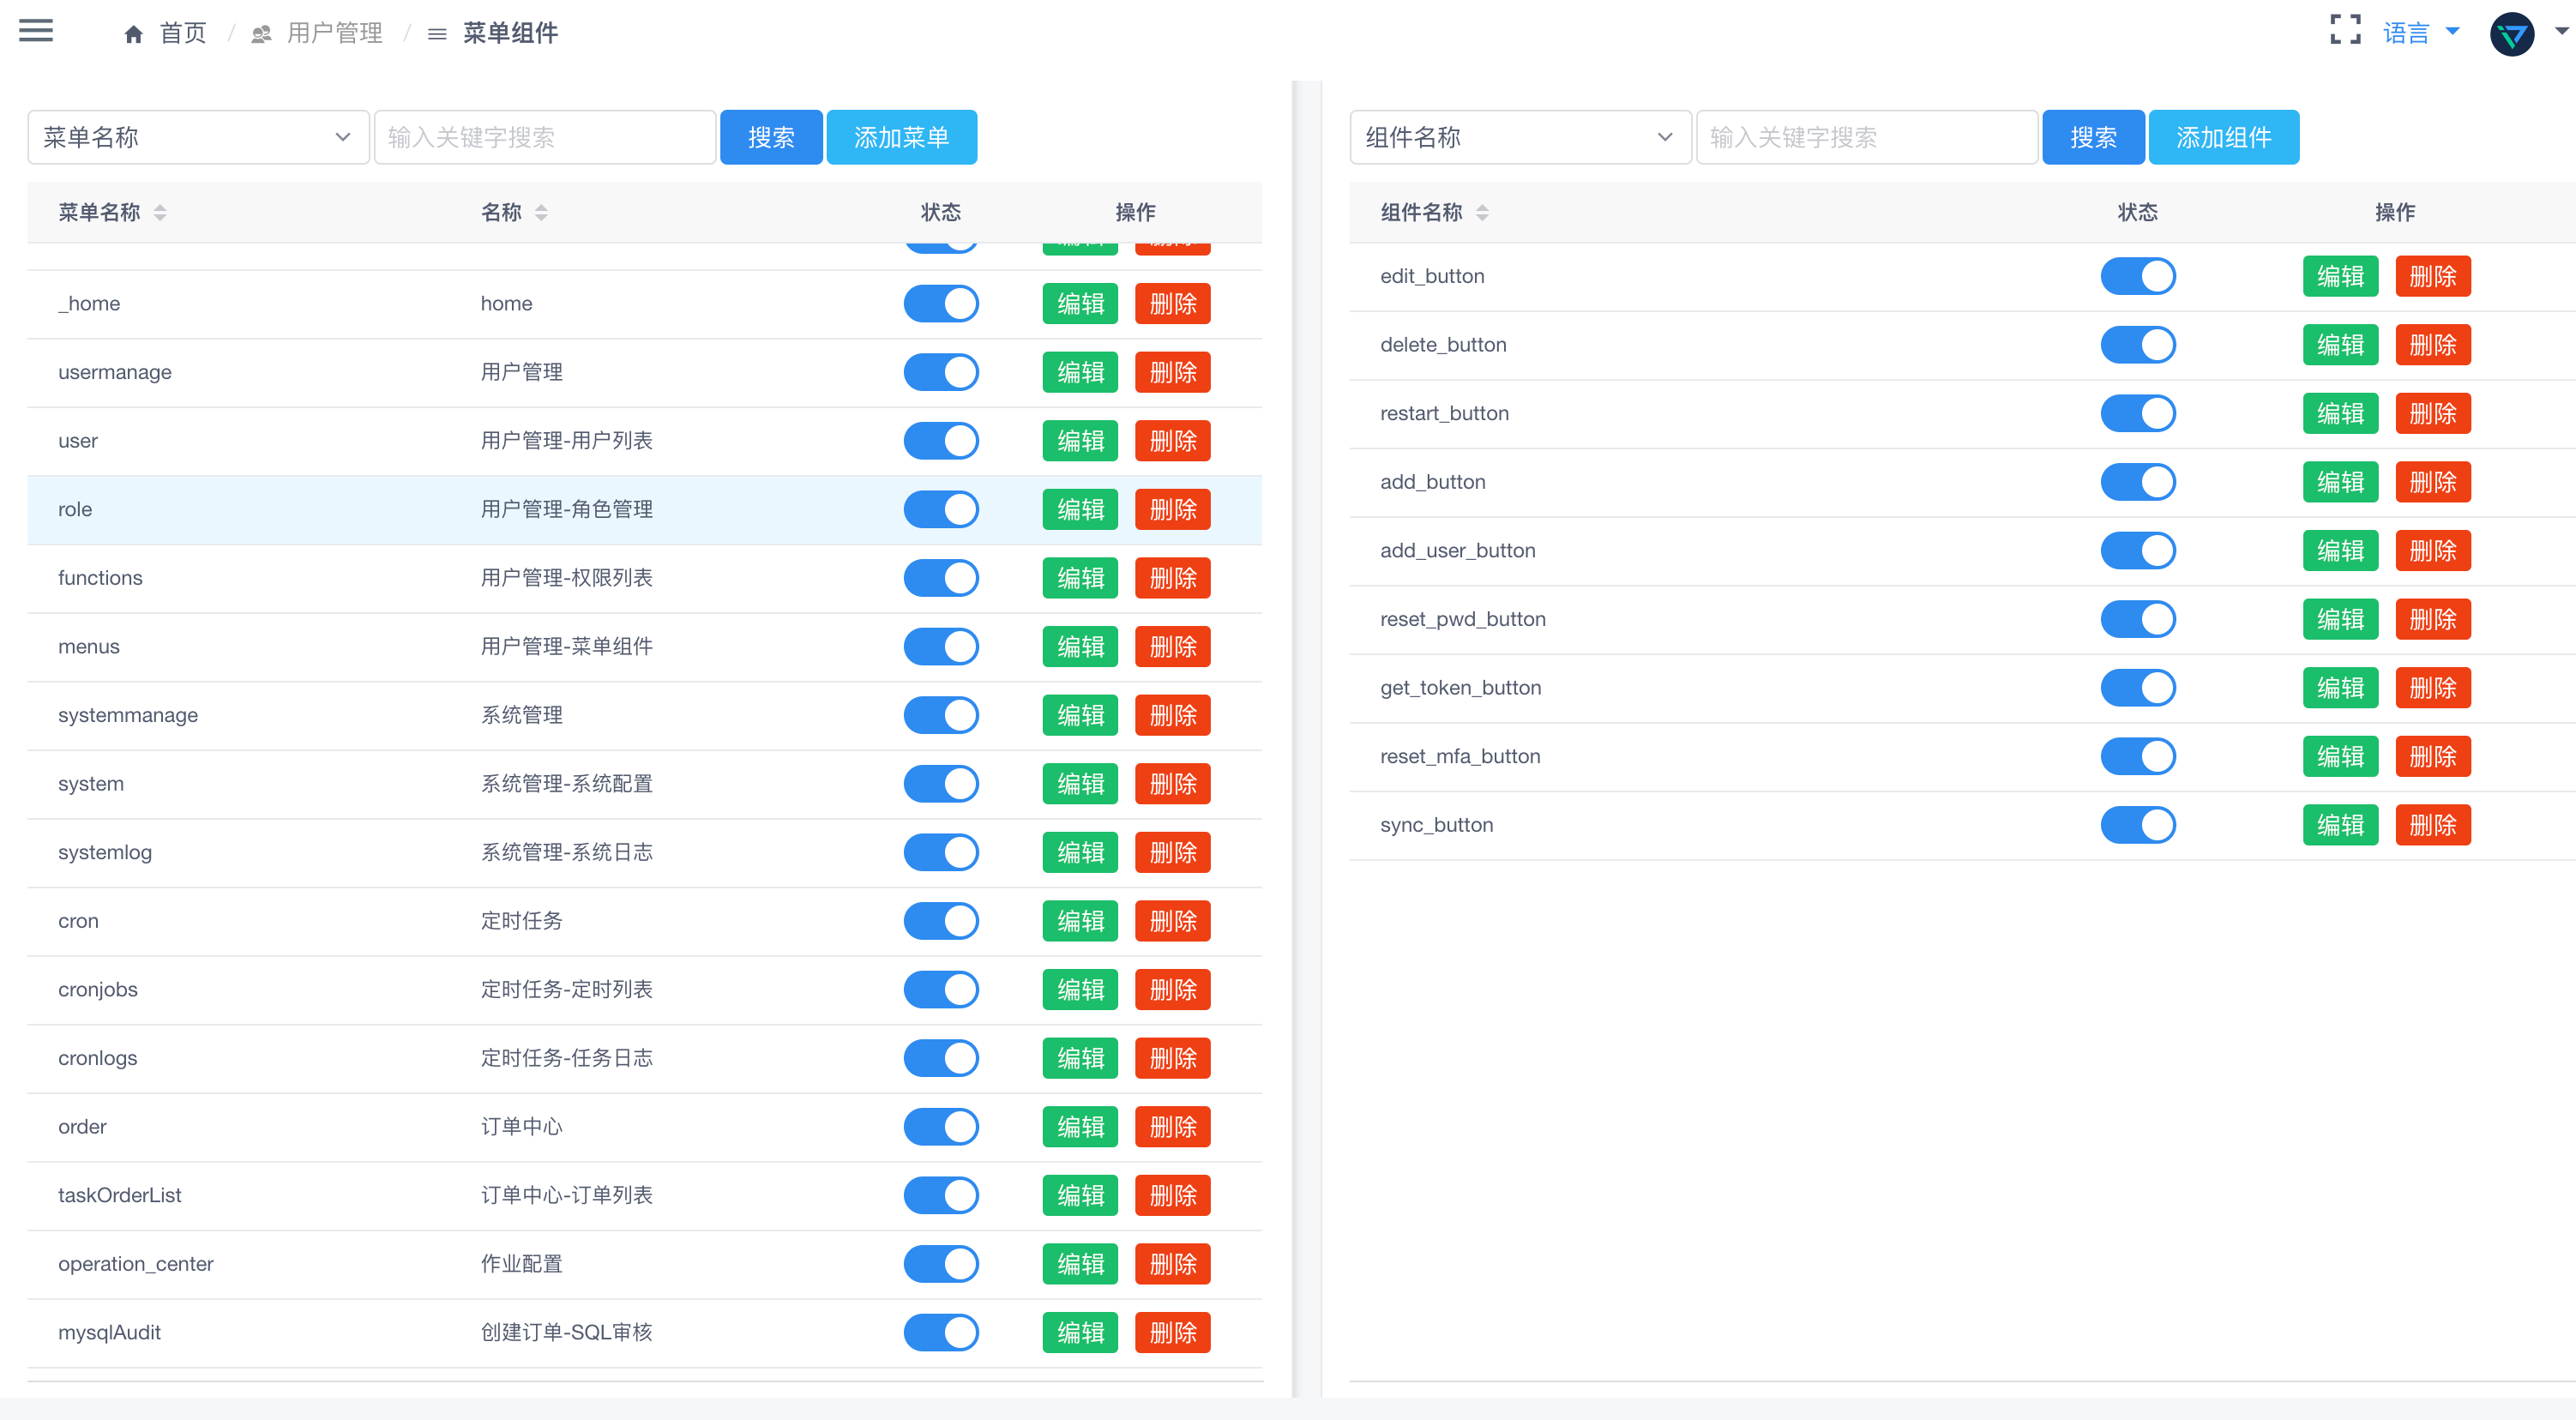 首页 / 用户管理 / 菜单组件 语言
菜单名称 输入关键字搜索 搜索 添加菜单
菜单名称 名称 状态 操作
_home home 编辑 删除
usermanage 用户管理 编辑 删除
user 用户管理-用户列表 编辑 删除
role 用户管理-角色管理 编辑 删除
functions 用户管理-权限列表 编辑 删除
menus 用户管理-菜单组件 编辑 删除
systemmanage 系统管理 编辑 删除
system 系统管理-系统配置 编辑 删除
systemlog 系统管理-系统日志 编辑 删除
cron 定时任务 编辑 删除
cronjobs 定时任务-定时列表 编辑 删除
cronlogs 定时任务-任务日志 编辑 删除
order 订单中心 编辑 删除
taskOrderList 订单中心-订单列表 编辑 删除
operation_center 作业配置 编辑 删除
mysqlAudit 创建订单-SQL审核 编辑 删除
组件名称 输入关键字搜索 搜索 添加组件
组件名称 状态 操作
edit_button 编辑 删除
delete_button 编辑 删除
restart_button 编辑 删除
add_button 编辑 删除
add_user_button 编辑 删除
reset_pwd_button 编辑 删除
get_token_button 编辑 删除
reset_mfa_button 编辑 删除
sync_button 编辑 删除